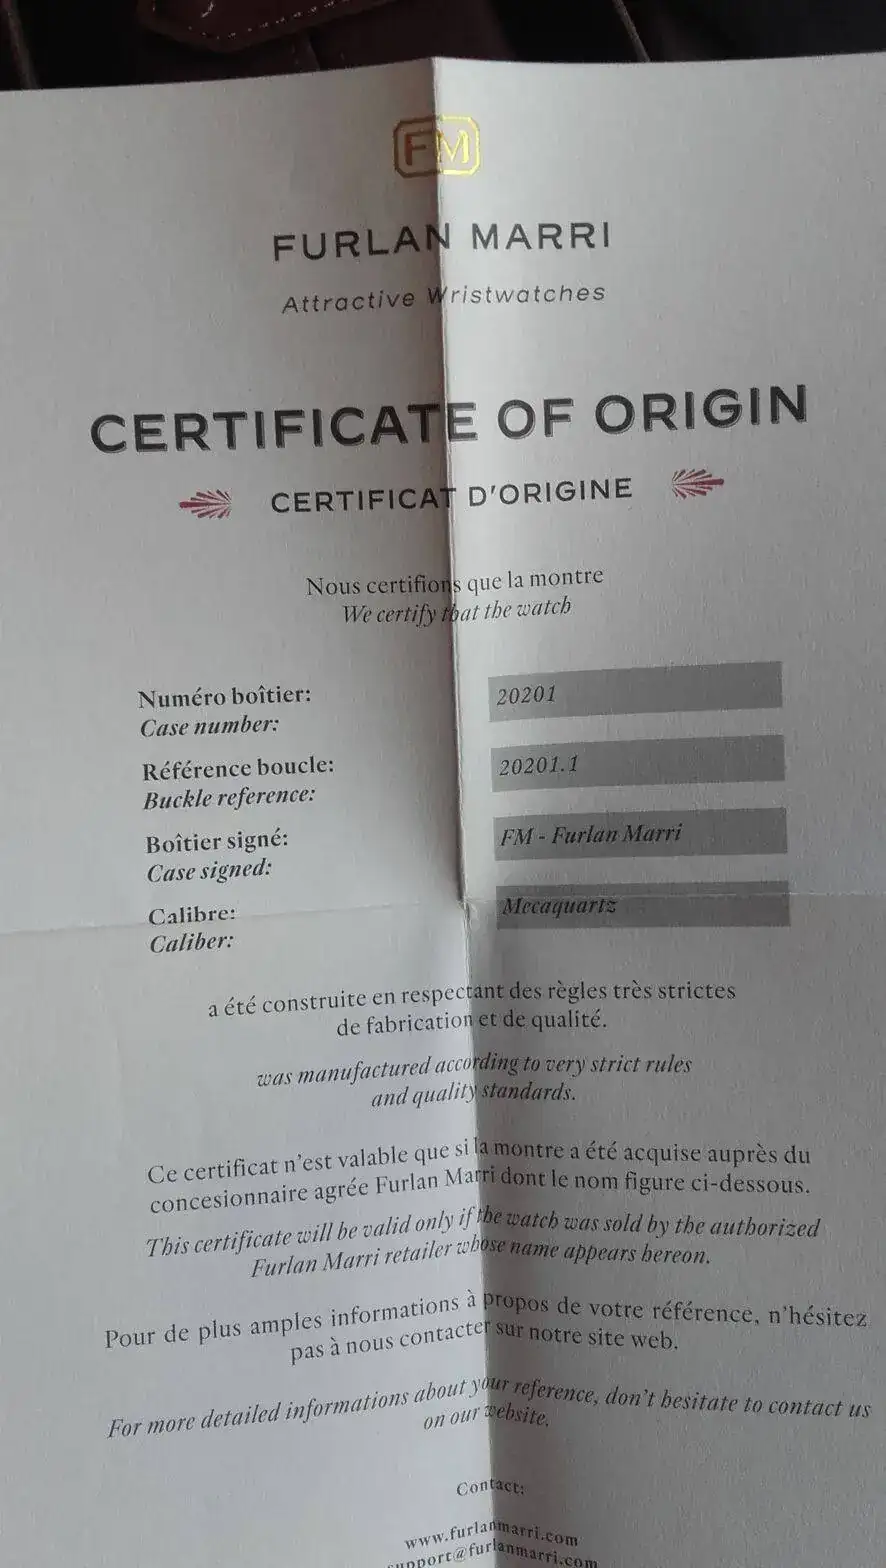 FM
FURLAN MARRI
Attractive Wristwatches
CERTIFICATE OF ORIGIN
CERTIFICAT D'ORIGINE
Nous certifions que la montre
We certify that the watch
Numéro boîtier: 20201
Case number:
Référence boucle: 20201.1
Buckle reference:
Boîtier signé: FM - Furlan Marri
Case signed:
Calibre: Mecaquartz
Caliber:
a été construite en respectant des règles très strictes
de fabrication et de qualité.
was manufactured according to very strict rules
and quality standards.
Ce certificat n'est valable que si la montre a été acquise auprès du
concesionnaire agrée Furlan Marri dont le nom figure ci-dessous.
This certificate will be valid only if the watch was sold by the authorized
Furlan Marri retailer whose name appears hereon.
Pour de plus amples informations à propos de votre référence, n'hésitez
pas à nous contacter sur notre site web.
For more detailed informations about your reference, don't hesitate to contact us
on our website.
Contact:
www.furlanmarri.com
support@furlanmarri.com